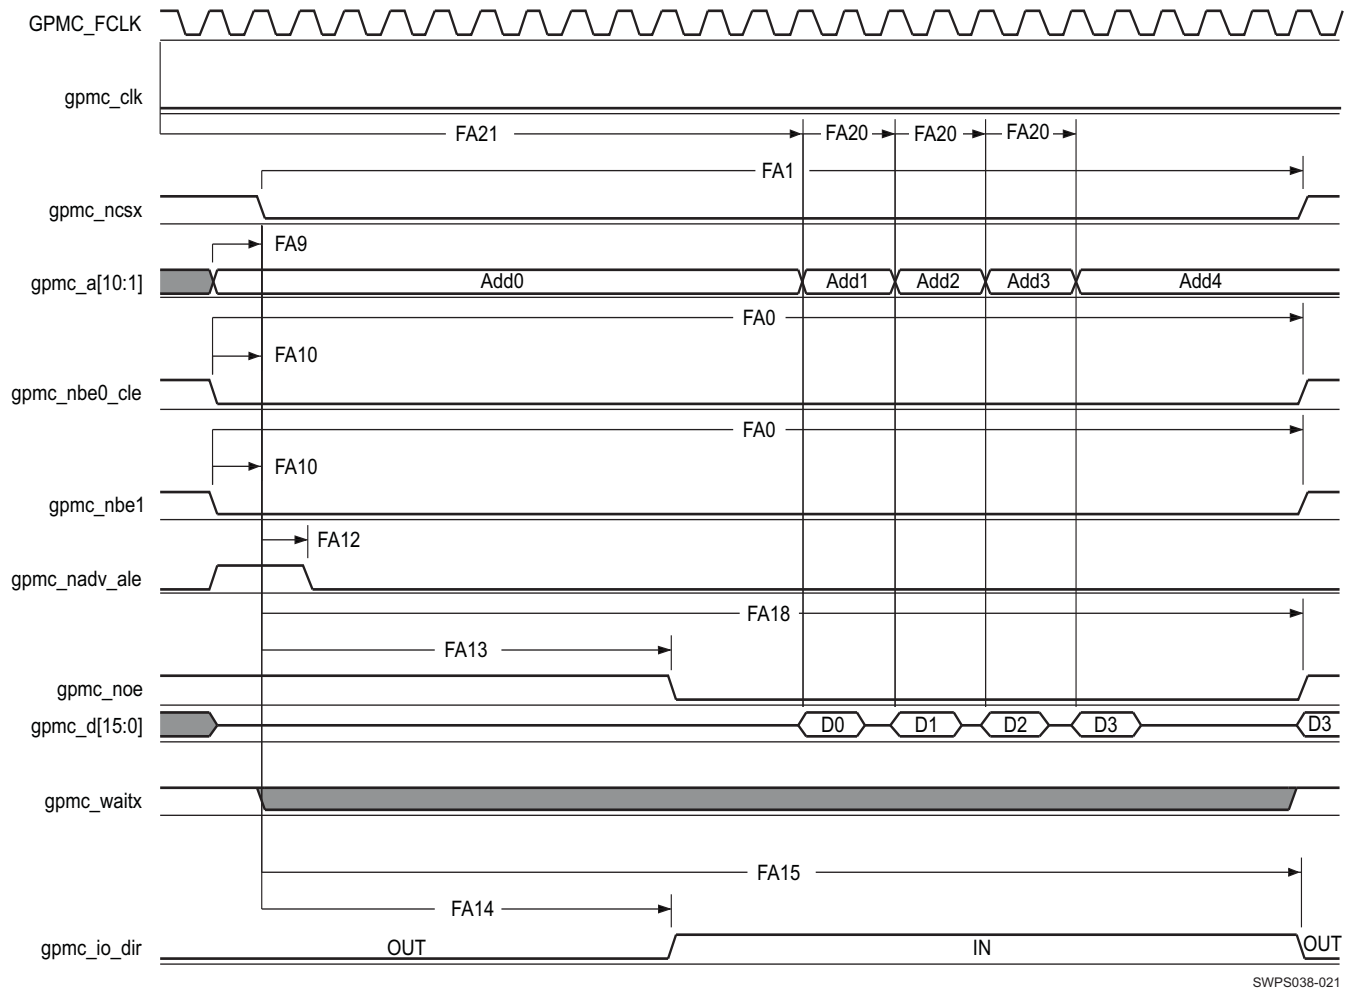 GPMC_FCLK
gpmc_clk
FA21 FA20 FA20 FA20
FA1
gpmc_ncsx
FA9
gpmc_a[10:1] Add0 Add1 Add2 Add3 Add4
FA0
FA10
gpmc_nbe0_cle
FA0
FA10
gpmc_nbe1
FA12
gpmc_nadv_ale
FA18
FA13
gpmc_noe
gpmc_d[15:0] D0 D1 D2 D3 D3
gpmc_waitx
FA15
FA14
gpmc_io_dir OUT IN OUT
SWPS038-021